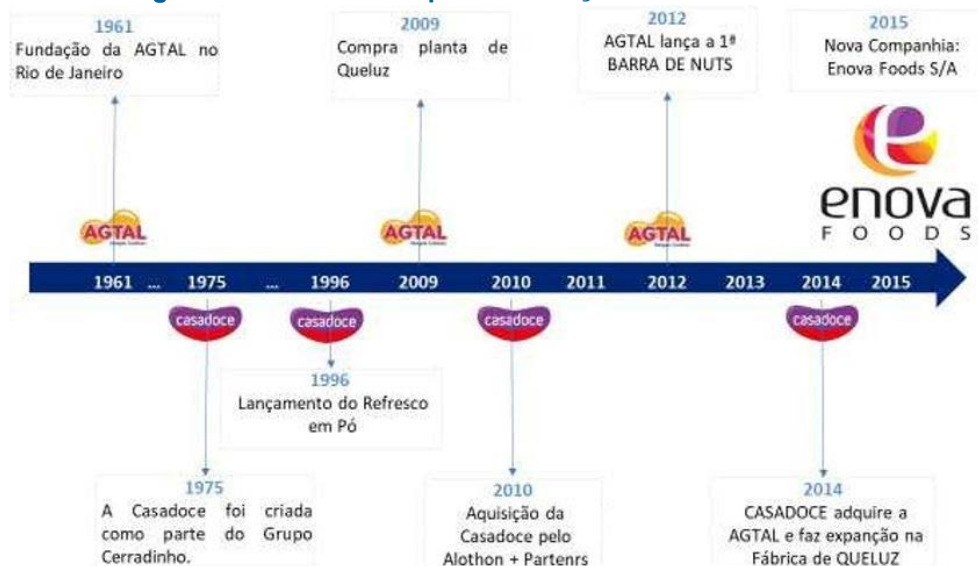 1961
Fundação da AGTAL no
Rio de Janeiro
2009
Compra planta de
Queluz
2012
AGTAL lança a 1ª
BARRA DE NUTS
2015
Nova Companhia:
Enova Foods S/A
enova
FOODS
AGTAL
AGTAL
AGTAL
1961 ... 1975 ... 1996 2009 2010 2011 2012 2013 2014 2015
casadoce
casadoce
casadoce
casadoce
1996
Lançamento do Refresco
em Pó
1975
A Casadoce foi criada
como parte do Grupo
Cerradinho.
2010
Aquisição da
Casadoce pelo
Alothon + Partenrs
2014
CASADOCE adquire a
AGTAL e faz expanção na
Fábrica de QUELUZ